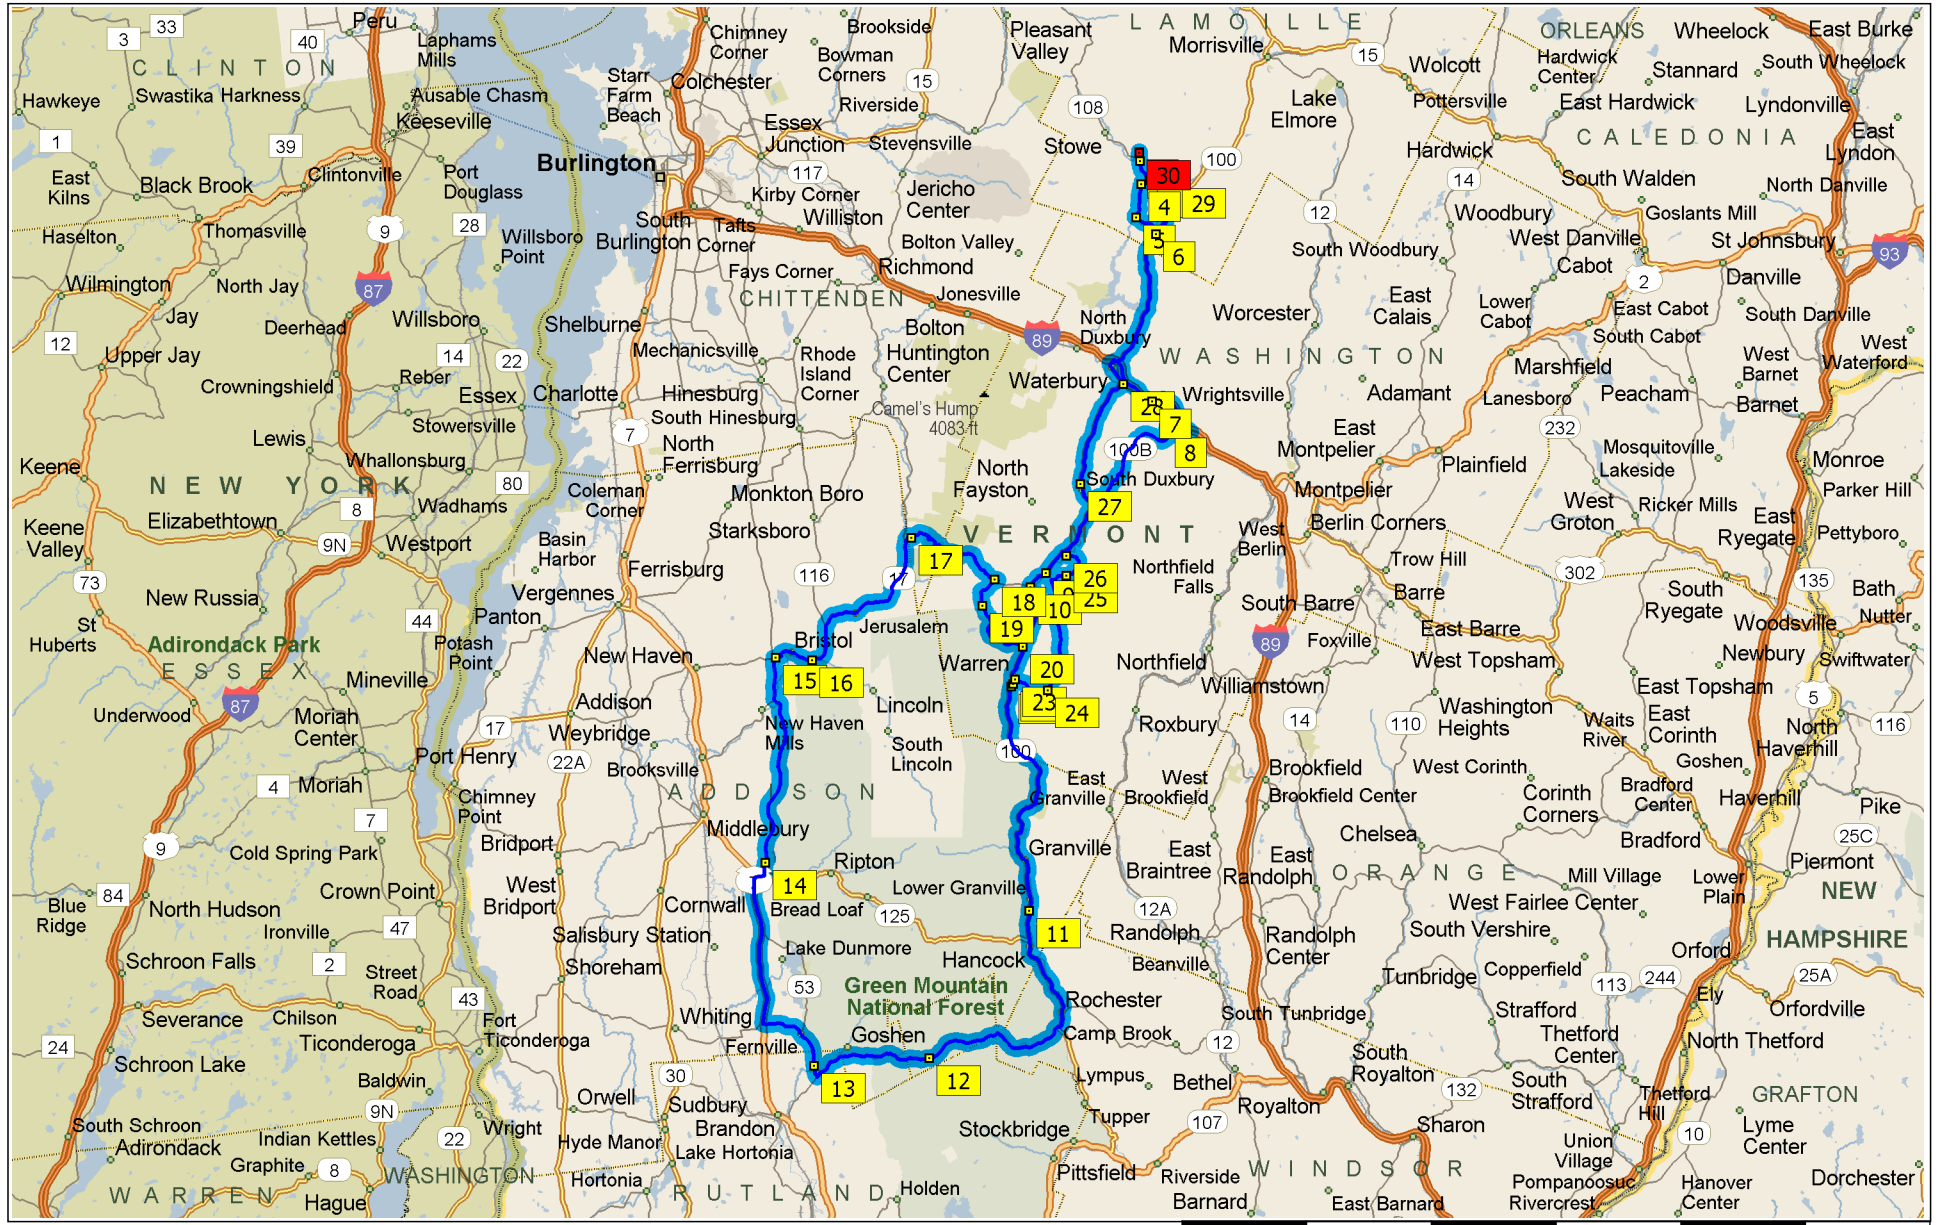 33
3
40
Peru
Laphams
Mills
Chimney
Corner
Brookside
Bowman
Corners
Pleasant
Valley
LAMOILLE
Morrisville
15
Wolcott
ORLEANS
Hardwick
Center
Wheelock
East Burke
Stannard
South Wheelock
CLINTON
Hawkeye
Swastika
Harkness
Ausable Chasm
Keeseville
Starr
Farm
Beach
Colchester
15
Riverside
108
Lake
Elmore
Pottersville
East Hardwick
Lyndonville
CALEDONIA
East
Lyndon
1
39
Essex
Junction
Stevensville
Stowe
100
Hardwick
East
Kilns
Black Brook
Clintonville
Port
Douglass
Burlington
117
Kirby Corner
Jericho
Center
30
14
South Walden
North Danville
4
29
12
Woodbury
Goslants Mill
Haselton
Thomasville
9
28
Willsboro
Point
South
Burlington
Tafts
Corner
Williston
Bolton Valley
5
6
South Woodbury
West Danville
Cabot
St Johnsbury
93
Fays Corner
Richmond
Wilmington
North Jay
87
CHITTENDEN
Jonesville
2
Danville
Jay
Deerhead
Willsboro
Shelburne
Bolton
North
Duxbury
Worcester
East
Calais
Lower
Cabot
East Cabot
South Danville
12
Upper Jay
14
22
Mechanicsville
Rhode
Island
Corner
Huntington
Center
89
WASHINGTON
South Cabot
West
Barnet
West
Waterford
Crowningshield
Reber
Essex
Charlotte
Hinesburg
South Hinesburg
Waterbury
Wrightsville
Adamant
Marshfield
Lanesboro
Peacham
Barnet
Camel's Hump
4083 ft
28
7
Stowersville
7
North
Ferrisburg
100B
8
East
Montpelier
232
Mosquitoville
Lakeside
Monroe
Lewis
Whallonsburg
Keene
NEW YORK
80
Coleman
Corner
Monkton Boro
North
Fayston
South Duxbury
Montpelier
Plainfield
Parker Hill
8
Wadhams
27
West
Groton
Ricker Mills
Keene
Valley
Elizabethtown
9N
Westport
Basin
Harbor
Starksboro
VERMONT
West
Berlin
Berlin Corners
East
Ryegate
Pettyboro
17
73
New Russia
Ferrisburg
116
17
26
Northfield
Falls
Trow Hill
302
South
Ryegate
135
Bath
Vergennes
18
9
10
25
South Barre
Barre
Nutter
St
Huberts
44
Panton
Jerusalem
19
East Barre
Woodsville
Adirondack Park
ESSEX
Potash
Point
New Haven
Bristol
Warren
20
Northfield
89
Foxville
West Topsham
Newbury
Swiftwater
Mineville
15
16
Williamstown
87
Underwood
Moriah
Center
Addison
Lincoln
23
24
Roxbury
14
110
Washington
Heights
East Topsham
5
17
Weybridge
New Haven
Mills
South
Lincoln
100
Waits
River
East
Corinth
North
Haverhill
116
Port Henry
22A
Brooksville
East
Granville
West
Brookfield
Brookfield
West Corinth
Goshen
4
Moriah
Chimney
Point
ADDISON
Brookfield Center
Corinth
Corners
Bradford
Center
Haverhill
Pike
7
Middlebury
Chelsea
25C
9
Cold Spring Park
Bridport
Ripton
Granville
East
Braintree
East
Randolph
ORANGE
Bradford
Piermont
84
Crown Point
West
Bridport
14
Lower Granville
Mill Village
Lower
Plain
NEW
HAMPSHIRE
Blue
Ridge
North Hudson
Cornwall
Bread Loaf
125
12A
West Fairlee Center
Ironville
47
Salisbury Station
11
Randolph
Randolph
Center
South Vershire
Schroon Falls
2
Lake Dunmore
Hancock
Beanville
Copperfield
Orford
25A
Street
Road
Shoreham
53
Green Mountain
National Forest
Tunbridge
113
244
43
Rochester
Ely
Orfordville
Severance
Chilson
Fort
Ticonderoga
Whiting
Goshen
Camp Brook
South Tunbridge
Strafford
24
Ticonderoga
Fernville
12
Thetford
Center
North Thetford
Schroon Lake
Baldwin
30
13
12
Lympus
Bethel
South
Royalton
132
South
Strafford
GRAFTON
Thetford
Hill
9N
Orwell
Sudbury
Tupper
107
Royalton
Lyme
Center
South Schroon
Adirondack
Indian Kettles
22
Wright
Hyde Manor
Brandon
Lake Hortonia
Stockbridge
Sharon
Union
Village
10
Graphite
8
WASHINGTON
Hortonia
Pittsfield
Riverside
WINDSOR
Pompanoosuc
Hanover
Center
Dorchester
WARREN
Hague
RUTLAND
Holden
Barnard
East Barnard
Rivercrest